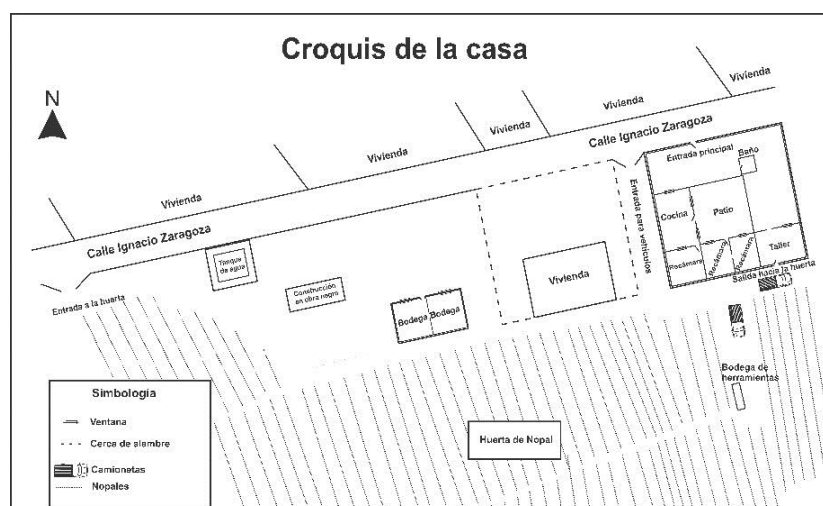 Croquis de la casa
N
Vivienda
Vivienda
Vivienda
Vivienda
Vivienda
Calle Ignacio Zaragoza
Calle Ignacio Zaragoza
Entrada principal
Baño
Entrada para vehículos
Cocina
Patio
Recámara
Recámara
Recámara
Taller
Salida hacia la huerta
Tanque
de agua
Construcción
en obra negra
Vivienda
Bodega
Bodega
Entrada a la huerta
Bodega de
herramientas
Huerta de Nopal
Simbología
Ventana
Cerca de alambre
Camionetas
Nopales